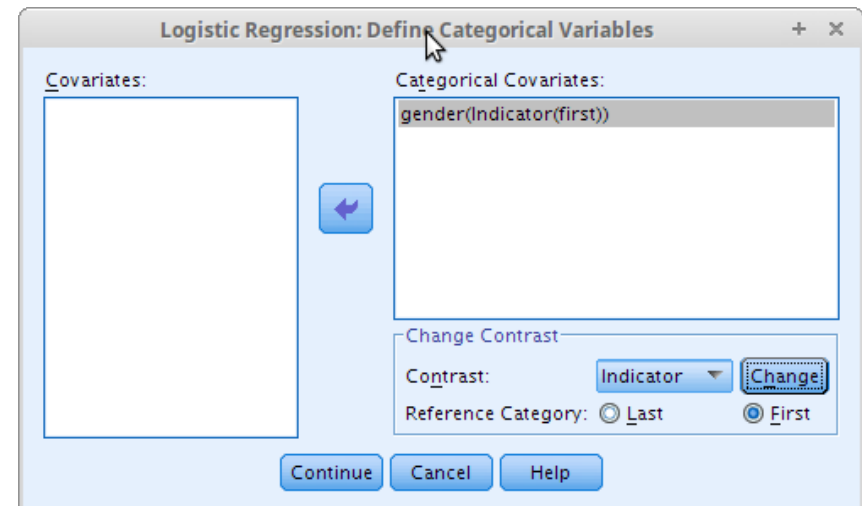 Logistic Regression: Define Categorical Variables
Covariates:
Categorical Covariates:
gender(Indicator(first))
Change Contrast
Contrast: Indicator Change
Reference Category: Last First
Continue Cancel Help